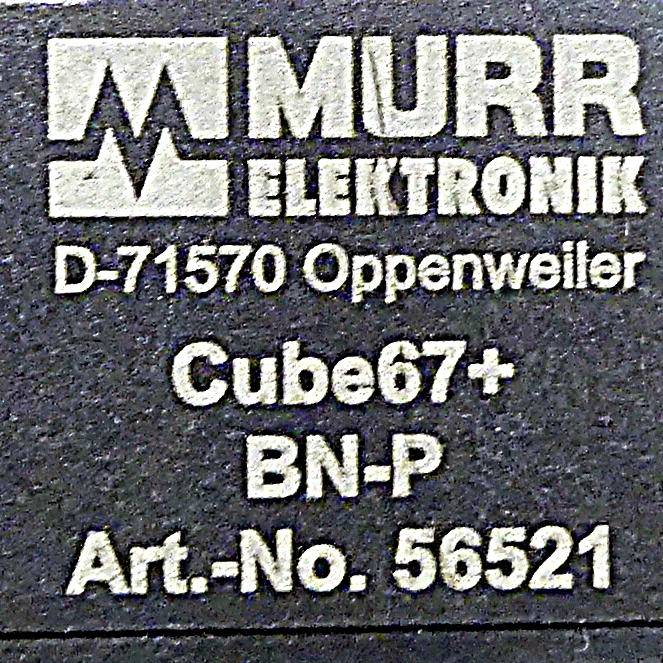 MURR
ELEKTRONIK
D-71570 Oppenweiler
Cube67+
BN-P
Art.-No. 56521